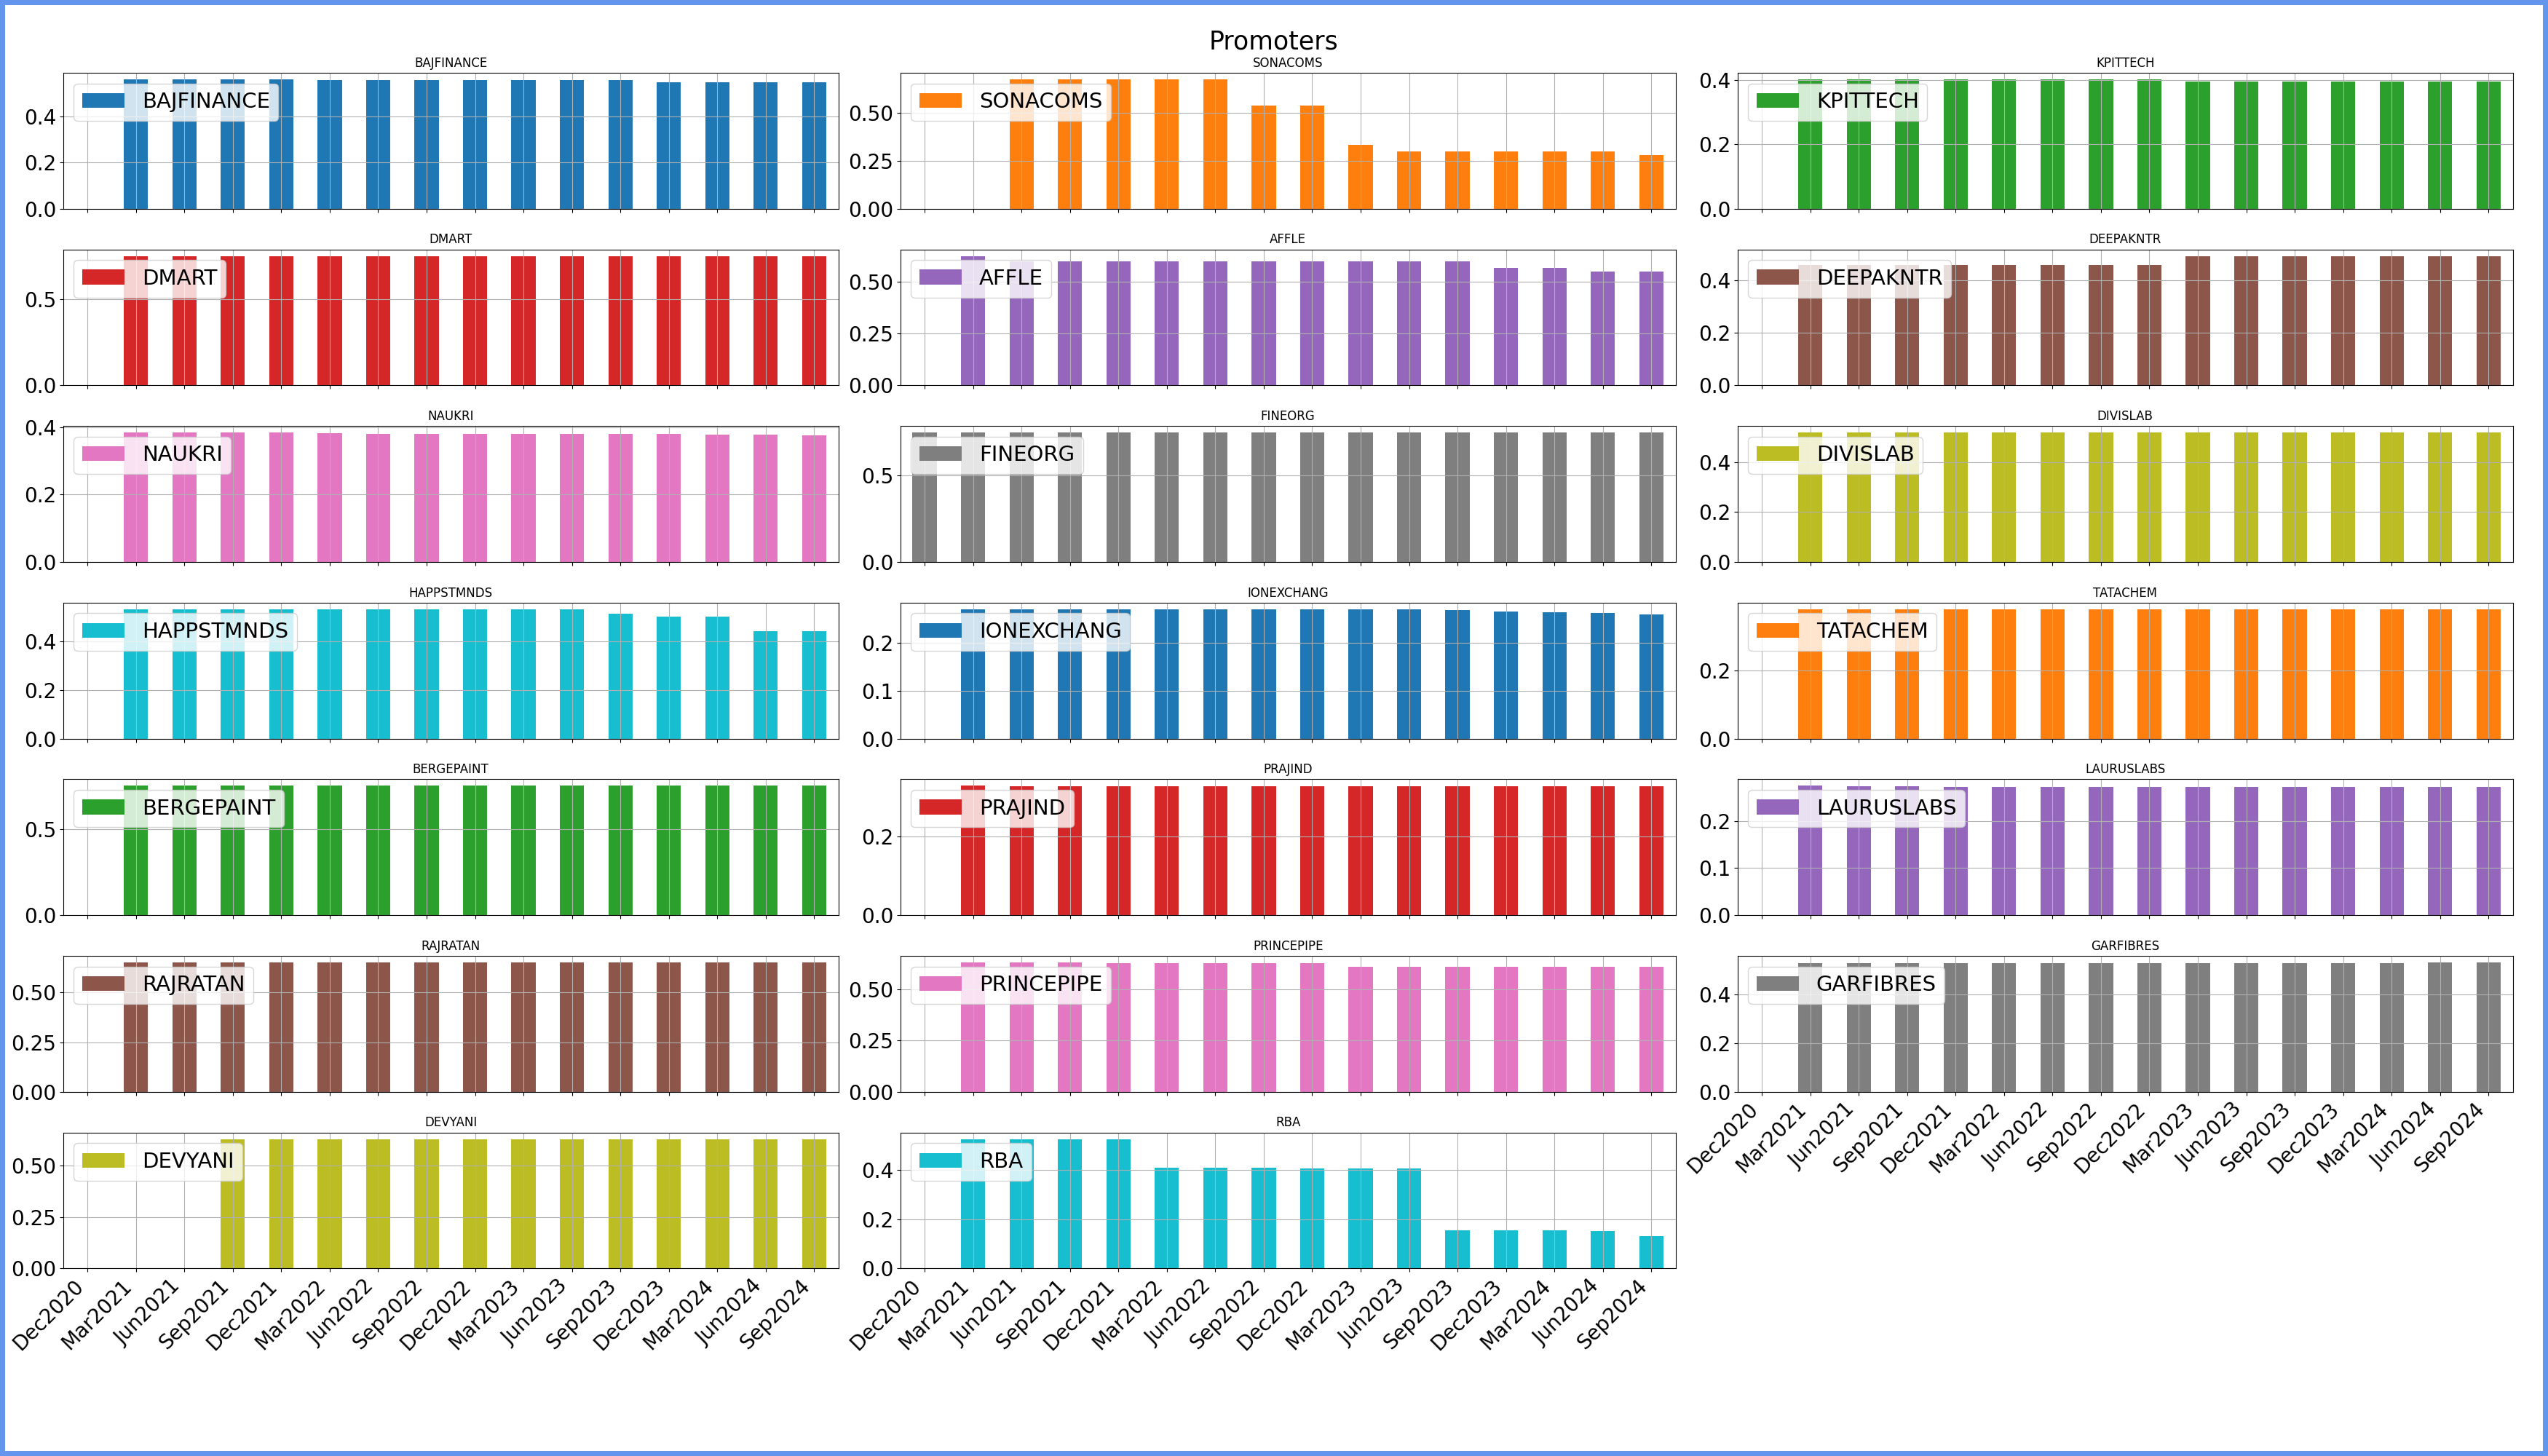 Promoters
BAJFINANCE
0.4
0.2
0.0
BAJFINANCE
SONACOMS
0.50
0.25
0.00
SONACOMS
KPITTECH
0.4
0.2
0.0
KPITTECH
DMART
0.5
0.0
DMART
AFFLE
0.50
0.25
0.00
AFFLE
DEEPAKNTR
0.4
0.2
0.0
DEEPAKNTR
NAUKRI
0.4
0.2
0.0
NAUKRI
FINEORG
0.5
0.0
FINEORG
DIVISLAB
0.4
0.2
0.0
DIVISLAB
HAPPSTMNDS
0.4
0.2
0.0
HAPPSTMNDS
IONEXCHANG
0.2
0.1
0.0
IONEXCHANG
TATACHEM
0.2
0.0
TATACHEM
BERGEPAINT
0.5
0.0
BERGEPAINT
PRAJIND
0.2
0.0
PRAJIND
LAURUSLABS
0.2
0.1
0.0
LAURUSLABS
RAJRATAN
0.50
0.25
0.00
RAJRATAN
PRINCEPIPE
0.50
0.25
0.00
PRINCEPIPE
GARFIBRES
0.4
0.2
0.0
GARFIBRES
Dec2020
Mar2021
Jun2021
Sep2021
Dec2021
Mar2022
Jun2022
Sep2022
Dec2022
Mar2023
Jun2023
Sep2023
Dec2023
Mar2024
Jun2024
Sep2024
DEVYANI
0.50
0.25
0.00
DEVYANI
Dec2020
Mar2021
Jun2021
Sep2021
Dec2021
Mar2022
Jun2022
Sep2022
Dec2022
Mar2023
Jun2023
Sep2023
Dec2023
Mar2024
Jun2024
Sep2024
RBA
0.4
0.2
0.0
RBA
Dec2020
Mar2021
Jun2021
Sep2021
Dec2021
Mar2022
Jun2022
Sep2022
Dec2022
Mar2023
Jun2023
Sep2023
Dec2023
Mar2024
Jun2024
Sep2024